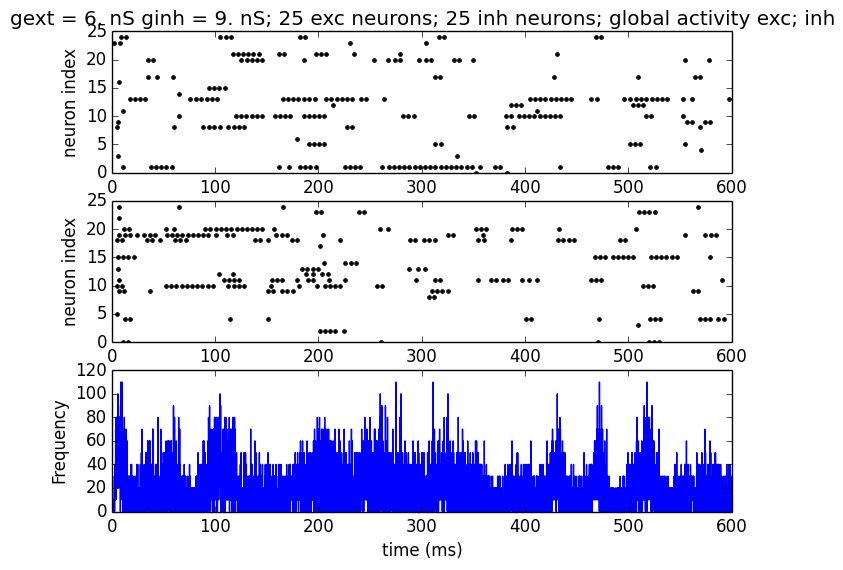 gext = 6. nS ginh = 9. nS; 25 exc neurons; 25 inh neurons; global activity exc; inh
25
20
15
10
5
0
neuron index
0 100 200 300 400 500 600
25
20
15
10
5
0
neuron index
0 100 200 300 400 500 600
120
100
80
60
40
20
0
Frequency
0 100 200 300 400 500 600
time (ms)